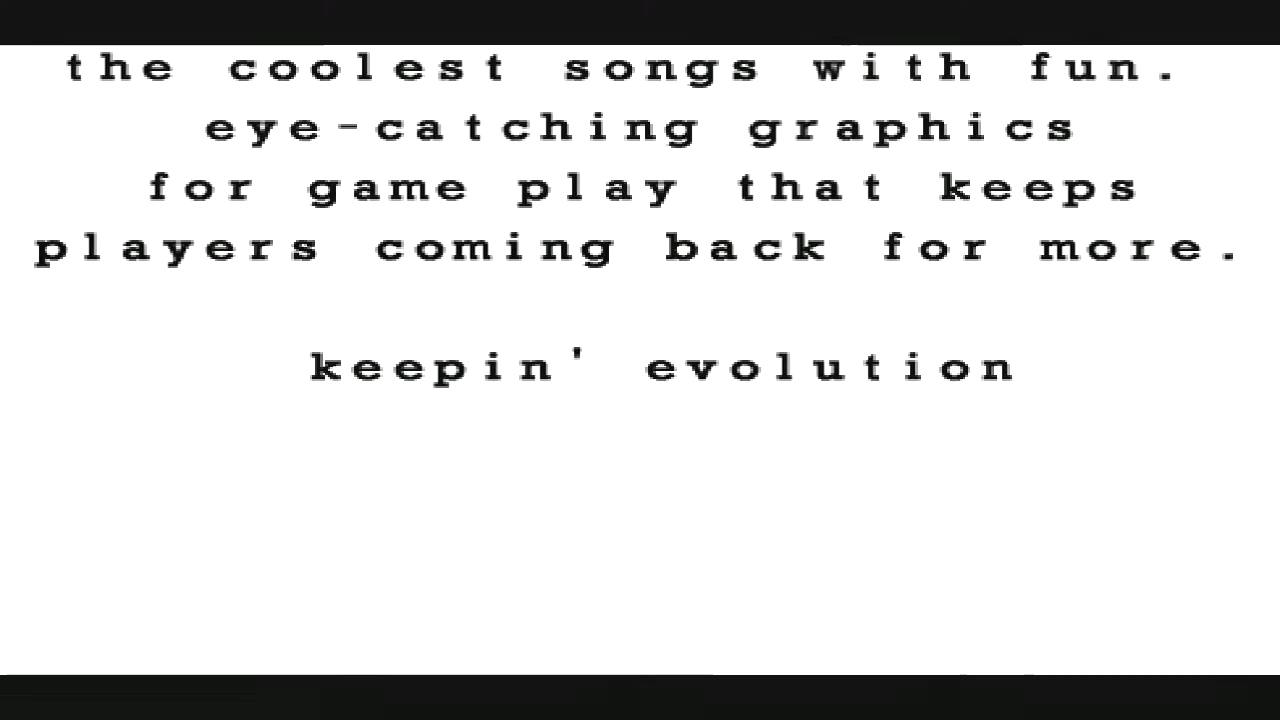 the coolest songs with fun.
eye-catching graphics
for game play that keeps
players coming back for more.
keepin' evolution